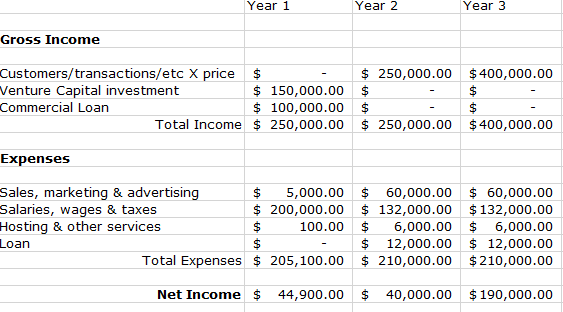 Year 1 Year 2 Year 3
Gross Income
Customers/transactions/etc X price $ - $ 250,000.00 $400,000.00
Venture Capital investment $ 150,000.00 $ - $ -
Commercial Loan $ 100,000.00 $ - $ -
Total Income $ 250,000.00 $ 250,000.00 $400,000.00
Expenses
Sales, marketing & advertising $ 5,000.00 $ 60,000.00 $ 60,000.00
Salaries, wages & taxes $ 200,000.00 $ 132,000.00 $132,000.00
Hosting & other services $ 100.00 $ 6,000.00 $ 6,000.00
Loan $ - $ 12,000.00 $ 12,000.00
Total Expenses $ 205,100.00 $ 210,000.00 $210,000.00
Net Income $ 44,900.00 $ 40,000.00 $190,000.00